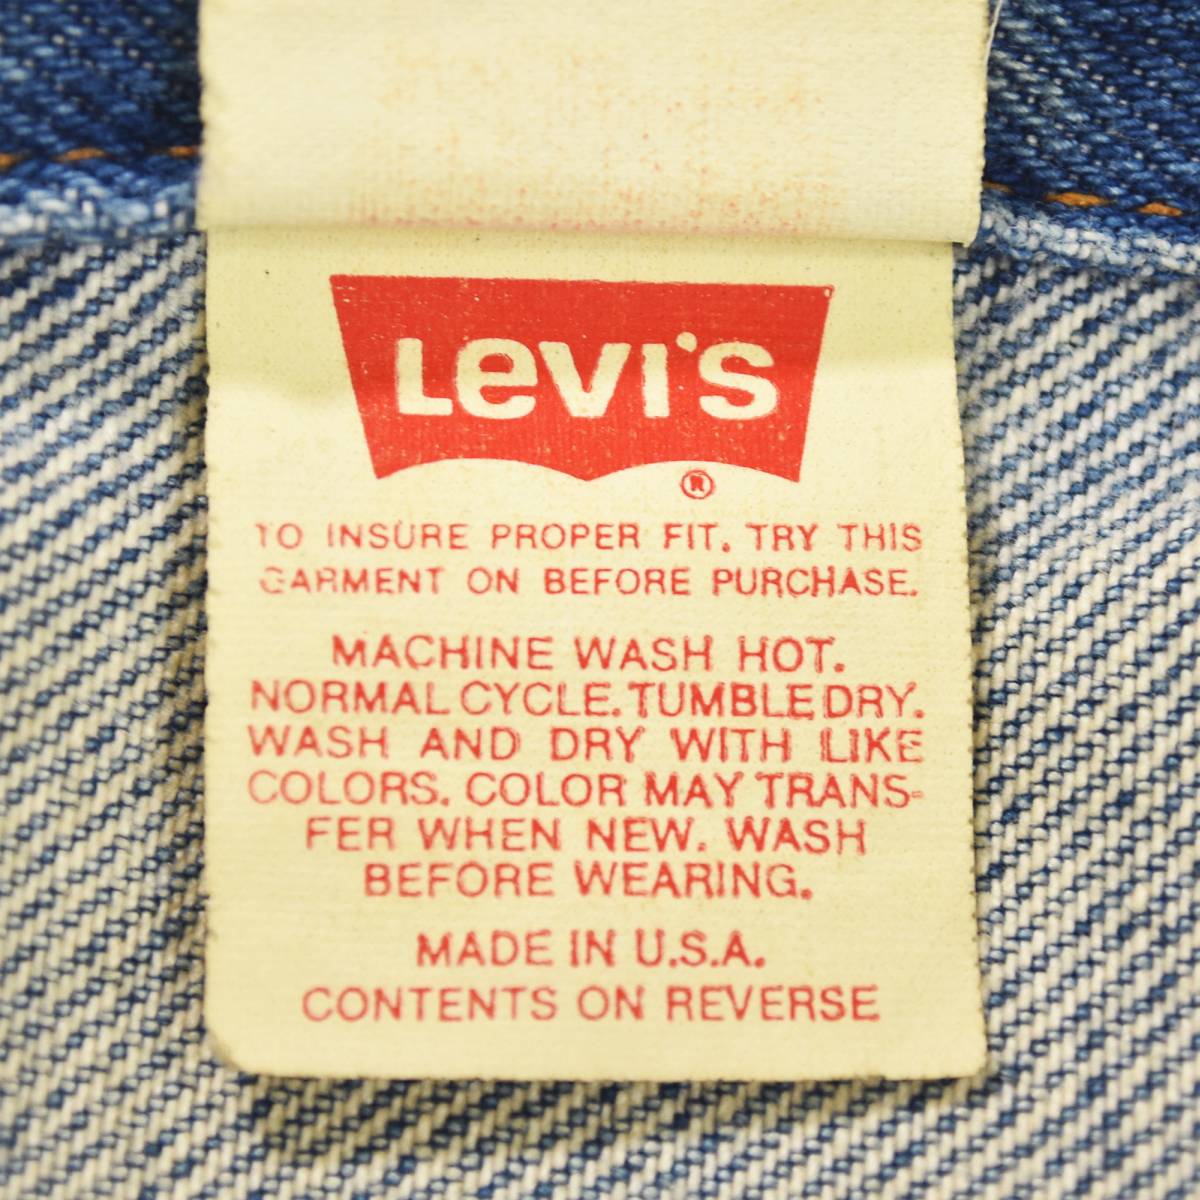 LEVI'S
®
TO INSURE PROPER FIT. TRY THIS
GARMENT ON BEFORE PURCHASE.
MACHINE WASH HOT.
NORMAL CYCLE. TUMBLE DRY.
WASH AND DRY WITH LIKE
COLORS. COLOR MAY TRANS-
FER WHEN NEW. WASH
BEFORE WEARING.
MADE IN U.S.A.
CONTENTS ON REVERSE